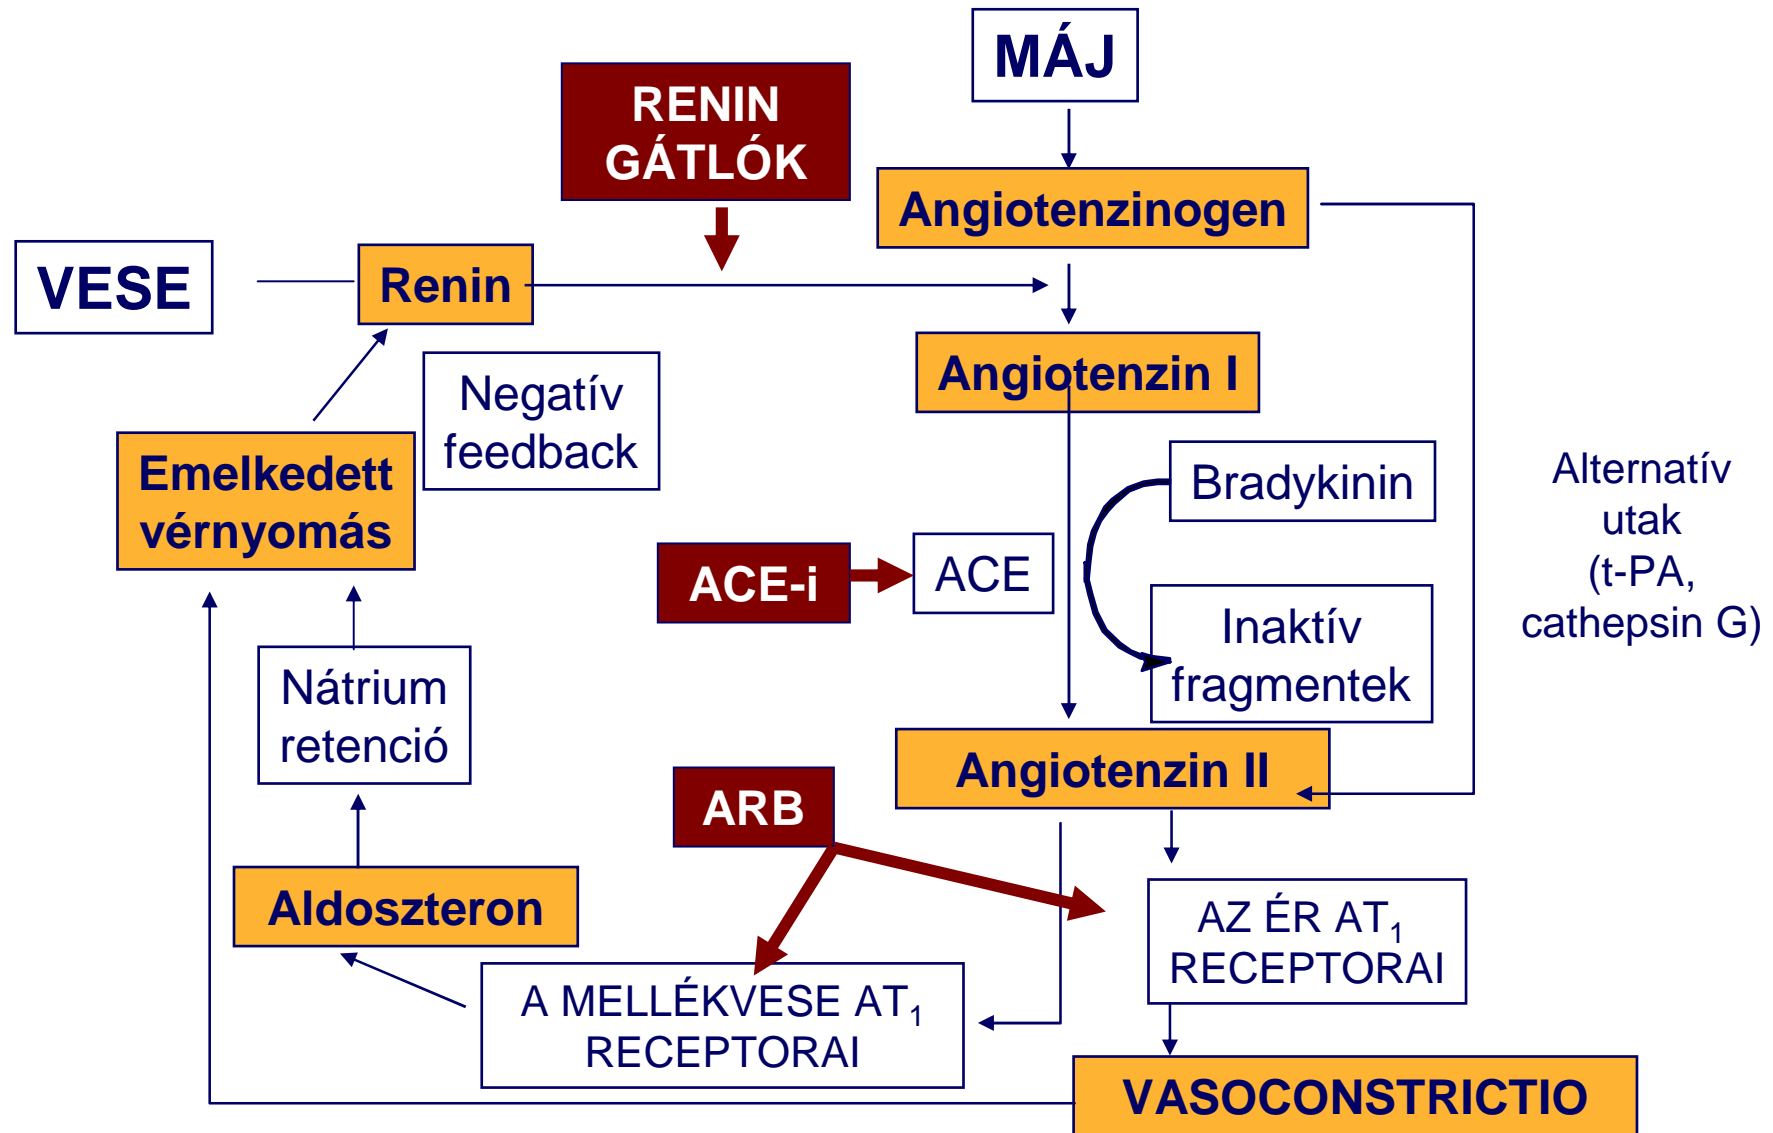 MÁJ
RENIN
GÁTLÓK
Angiotenzinogen
VESE
Renin
Angiotenzin I
Negatív
feedback
Emelkedett
vérnyomás
Bradykinin
Alternatív
utak
(t-PA,
cathepsin G)
ACE-i
ACE
Inaktív
fragmentek
Nátrium
retenció
Angiotenzin II
ARB
Aldoszteron
AZ ÉR AT₁
RECEPTORAI
A MELLÉKVESE AT₁
RECEPTORAI
VASOCONSTRICTIO